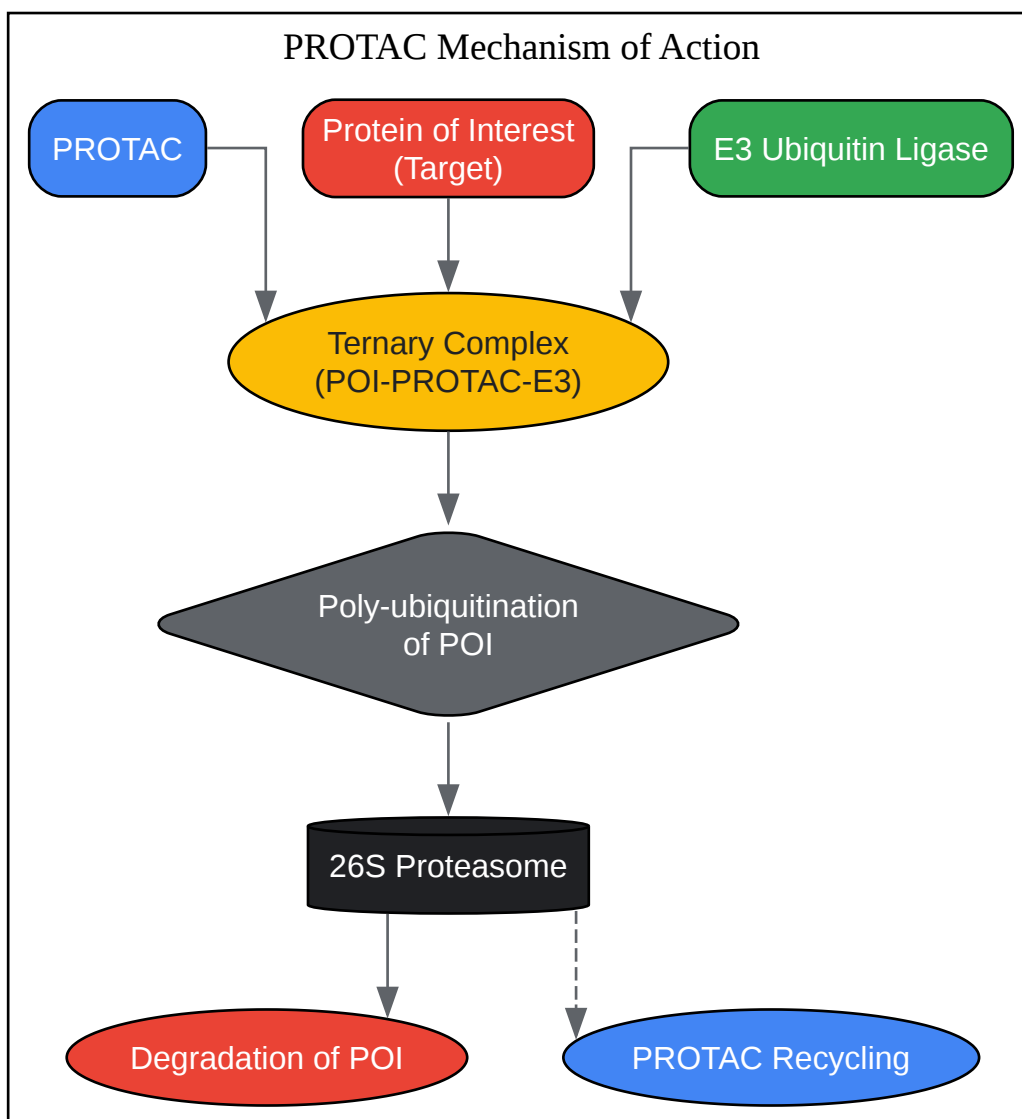 PROTAC Mechanism of Action
PROTAC
Protein of Interest
(Target)
E3 Ubiquitin Ligase
Ternary Complex
(POI-PROTAC-E3)
Poly-ubiquitination
of POI
26S Proteasome
Degradation of POI
PROTAC Recycling